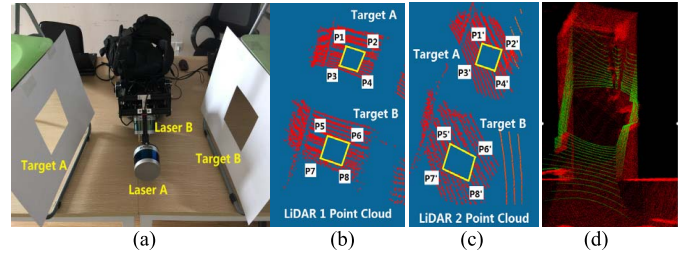 Target A
Laser B
Target B
Laser A
(a)
Target A
P1
P2
P3
P4
Target B
P5
P6
P7
P8
LiDAR 1 Point Cloud
(b)
P1'
P2'
Target A
P3'
P4'
Target B
P5'
P6'
P7'
P8'
LiDAR 2 Point Cloud
(c)
(d)